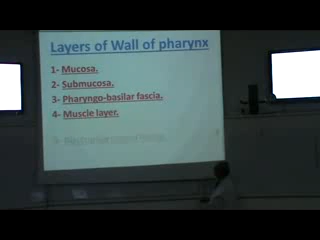 Layers of Wall of pharynx
1- Mucosa.
2- Submucosa.
3- Pharyngo-basilar fascia.
4- Muscle layer.